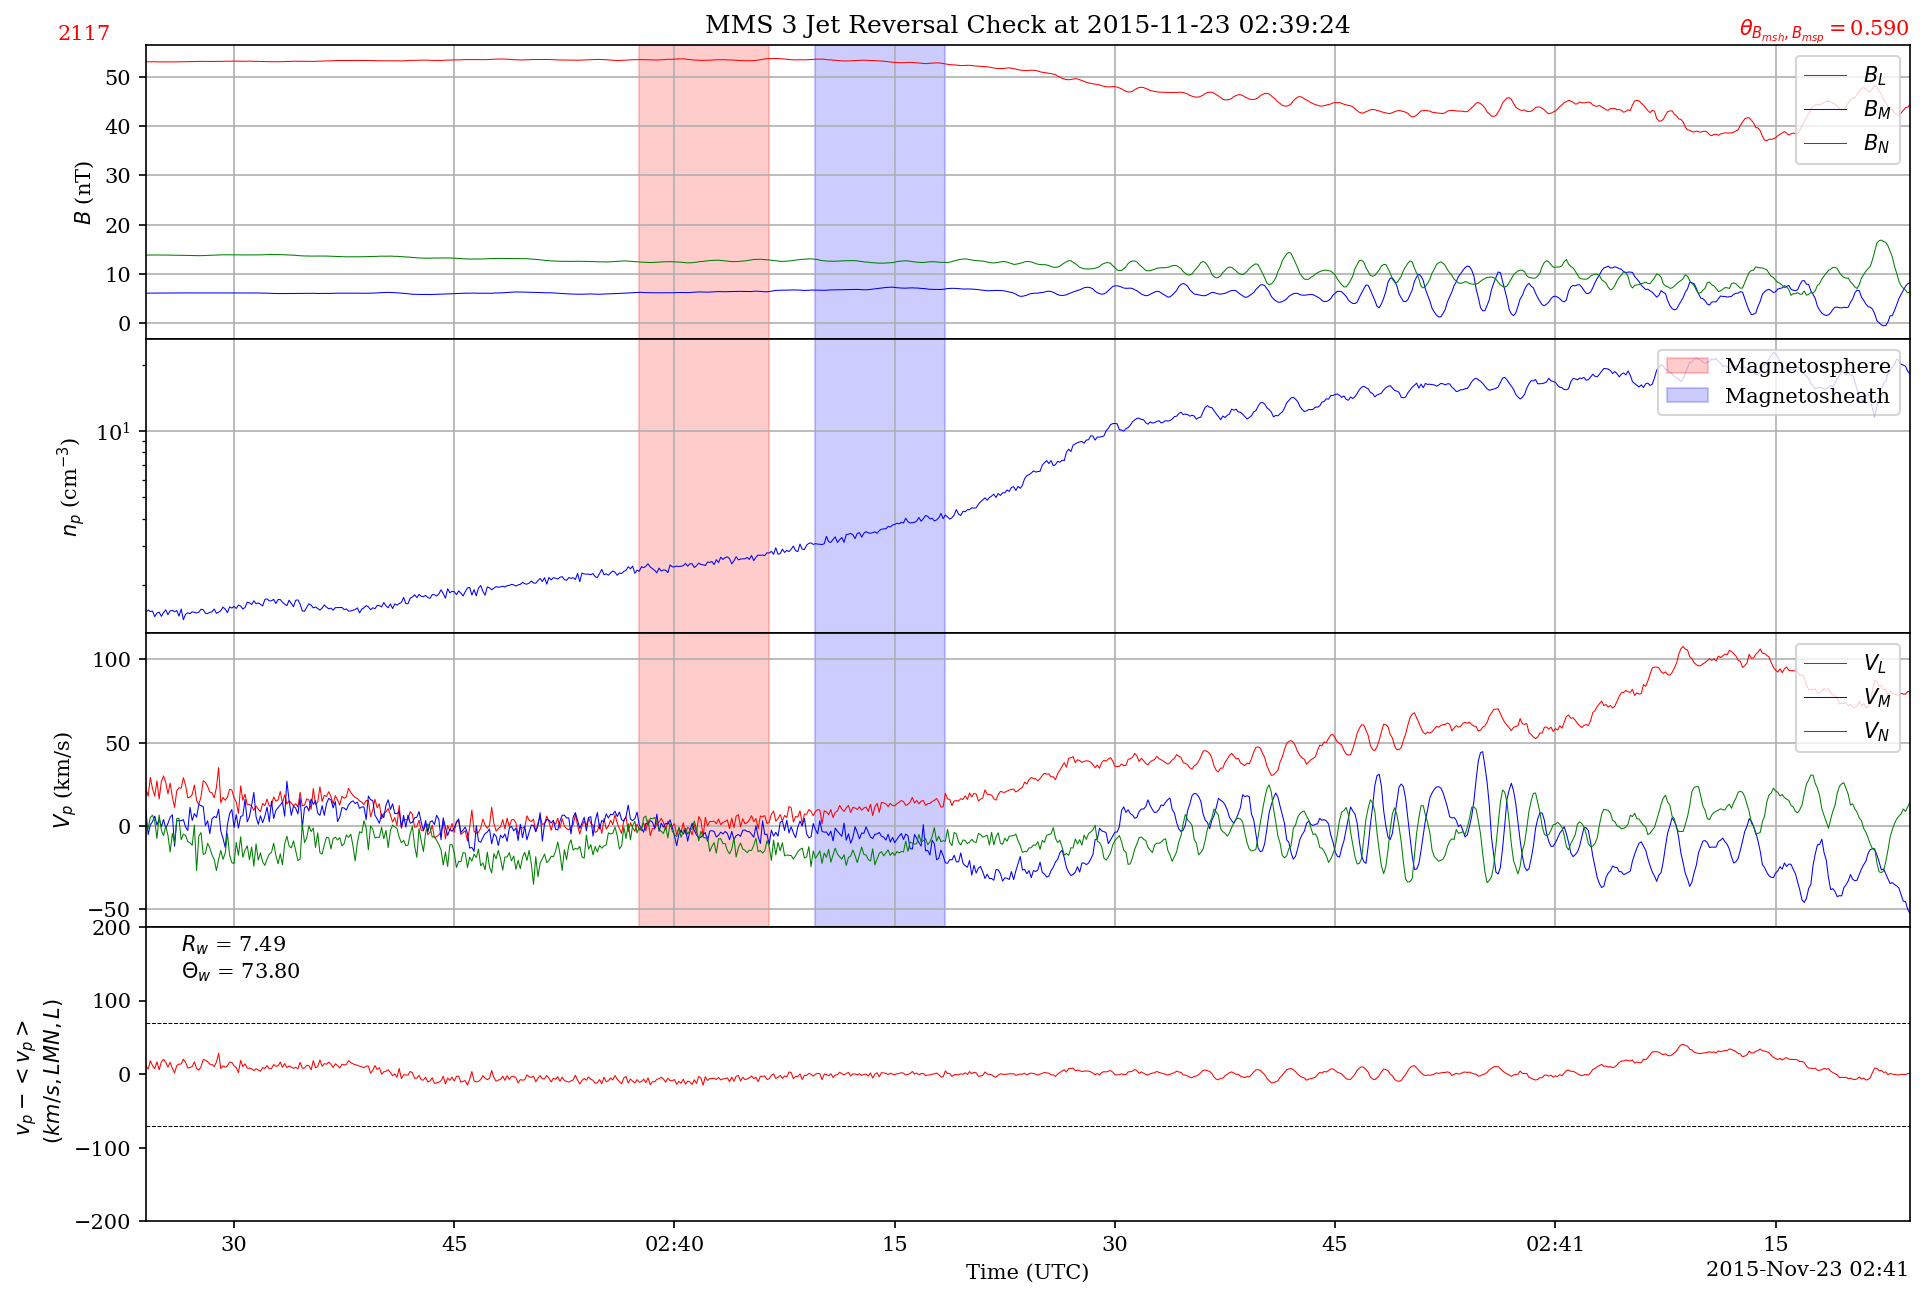 MMS 3 Jet Reversal Check at 2015-11-23 02:39:24
2117
θ_{B_{msh}, B_{msp}} = 0.590
B (nT)
50
40
30
20
10
0
B_L
B_M
B_N
n_p (cm^{-3})
10^1
Magnetosphere
Magnetosheath
V_p (km/s)
100
50
0
−50
V_L
V_M
V_N
v_p − < v_p >
(km/s, LMN, L)
200
100
0
−100
−200
R_w = 7.49
Θ_w = 73.80
30 45 02:40 15 30 45 02:41 15
Time (UTC)
2015-Nov-23 02:41